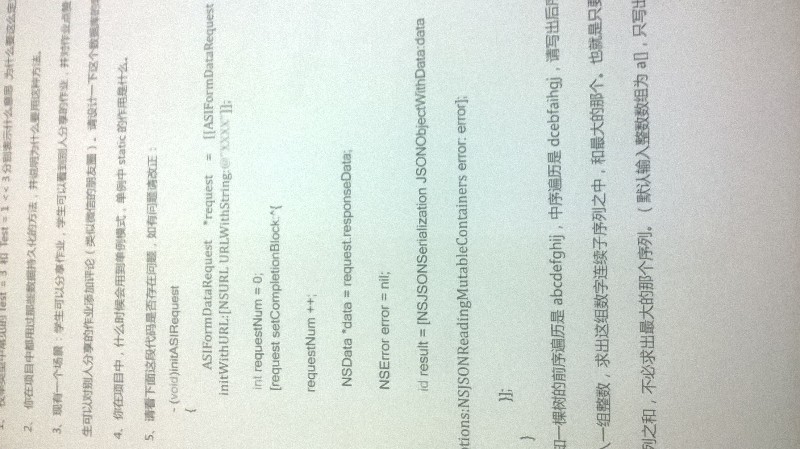 1、枚举类型中常见的 Test = 3 和 Test = 1 << 3 分别表示什么意思 为什么要这么
2、你在项目中都用过那些数据持久化的方法，并说明为什么要用这种方法。
3、现有一个场景：学生可以分享作业，学生可以看到别人分享的作业，并对作业点
生可以对别人分享的作业添加评论（类似微信的朋友圈）。请设计一下这个数据库的
4、你在项目中，什么时候会用到单例模式，单例中 static 的作用是什么。
5、请看下面这段代码是否存在问题，如有问题请改正：
- (void)initASIRequest
{
ASIFormDataRequest *request = [[ASIFormDataRequest
initWithURL:[NSURL URLWithString:@"XXXX"]];
int requestNum = 0;
[request setCompletionBlock:^{
requestNum ++;
NSData *data = request.responseData;
NSError error = nil;
id result = [NSJSONSerialization JSONObjectWithData:data
tions:NSJSONReadingMutableContainers error: error];
}];
}
知一棵树的前序遍历是 abcdefghij，中序遍历是 dcebfaihgj，请写出后
入一组整数，求出这组数字连续子序列之中，和最大的那个。也就是只要
列之和，不必求出最大的那个序列。（默认输入整数数组为 a[]，只写出